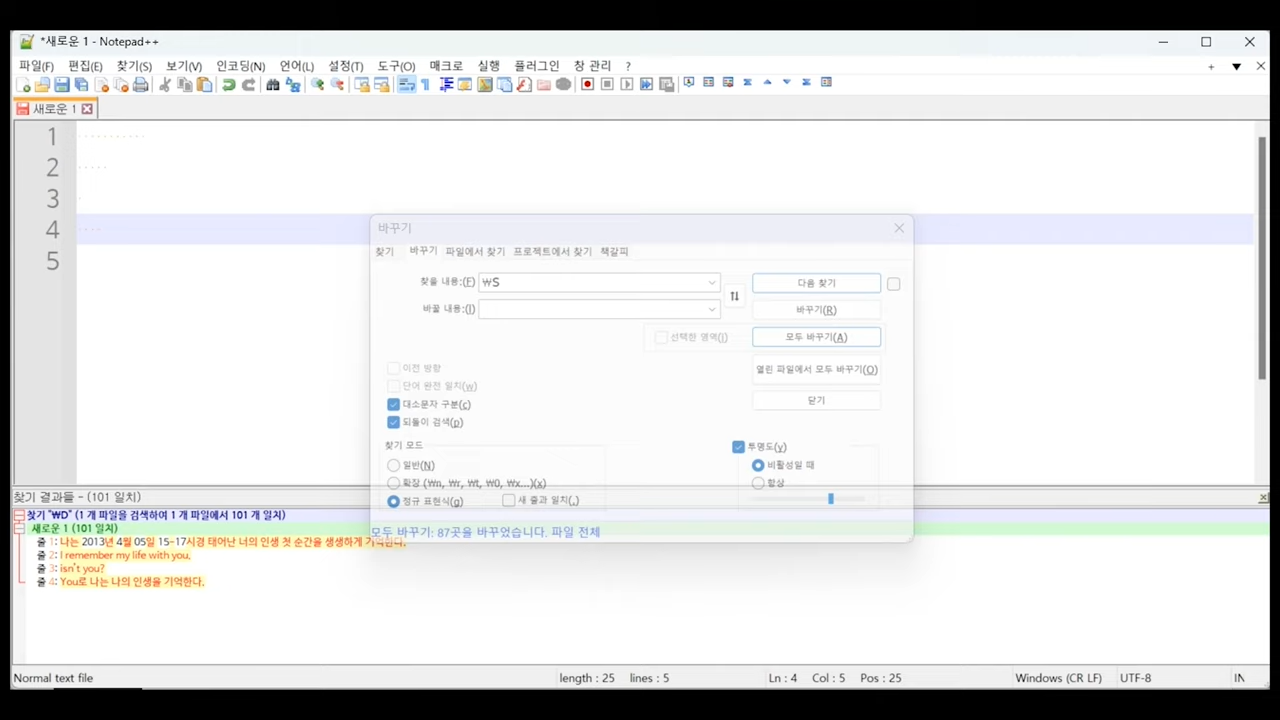 *새로운 1 - Notepad++
파일(F) 편집(E) 찾기(S) 보기(V) 인코딩(N) 언어(L) 설정(T) 도구(O) 매크로 실행 플러그인 창 관리 ?
새로운 1
1
2
3
4
5
바꾸기
찾기 바꾸기 파일에서 찾기 프로젝트에서 찾기 책갈피
찾을 내용:(F) ₩S 다음 찾기
바꿀 내용:(I) 바꾸기(R)
선택한 영역(I) 모두 바꾸기(A)
이전 방향 열린 파일에서 모두 바꾸기(O)
단어 완전 일치(w)
대소문자 구분(c) 닫기
되돌이 검색(p)
찾기 모드 투명도(y)
일반(N) 비활성일 때
확장 (₩n, ₩r, ₩t, ₩0, ₩x...)(x) 항상
정규 표현식(g) 새 줄과 일치(.)
모두 바꾸기: 87곳을 바꾸었습니다. 파일 전체
찾기 결과들 - (101 일치)
찾기 "₩D" (1 개 파일을 검색하여 1 개 파일에서 101 개 일치)
새로운 1 (101 일치)
줄 1: 나는 2013년 4월 05일 15-17시경 태어난 너의 인생 첫 순간을 생생하게 기억한다.
줄 2: I remember my life with you,
줄 3: isn't you?
줄 4: You로 나는 나의 인생을 기억한다.
Normal text file length : 25 lines : 5 Ln : 4 Col : 5 Pos : 25 Windows (CR LF) UTF-8 IN